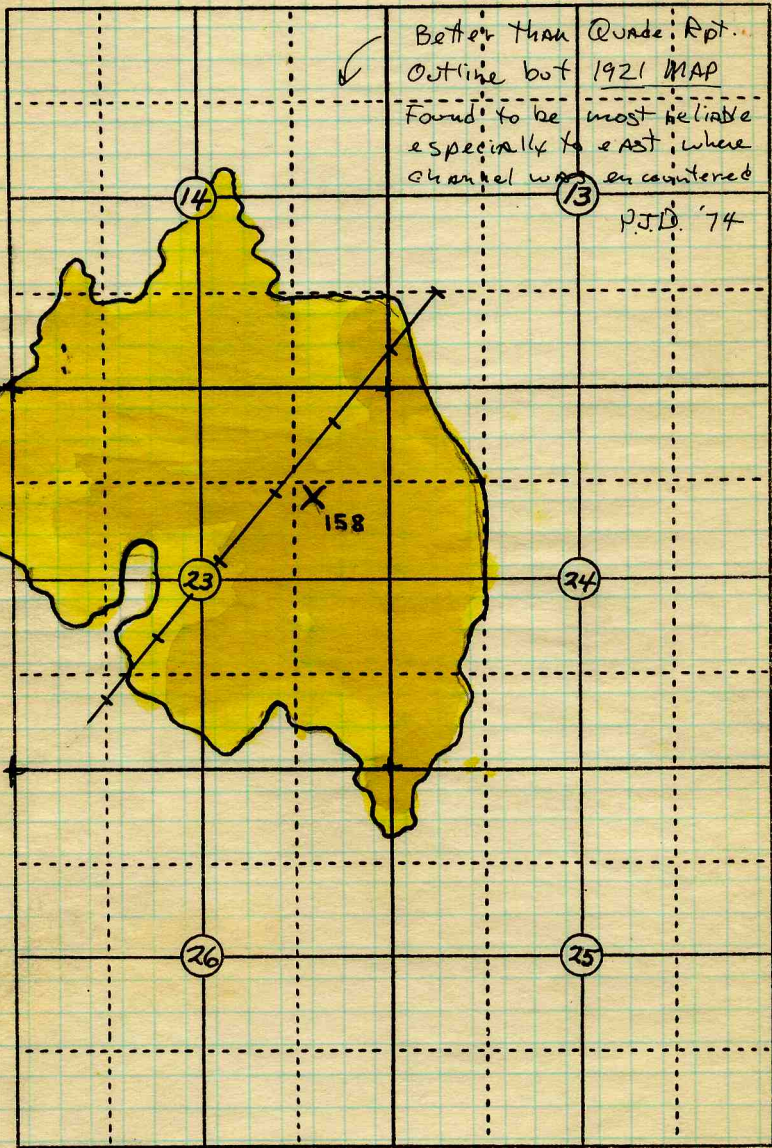 Better than Quade Rpt.
Outline but 1921 MAP
Found to be most reliable
especially to east where
channel was encountered
P.J.D. '74
14
13
158
23
24
26
25